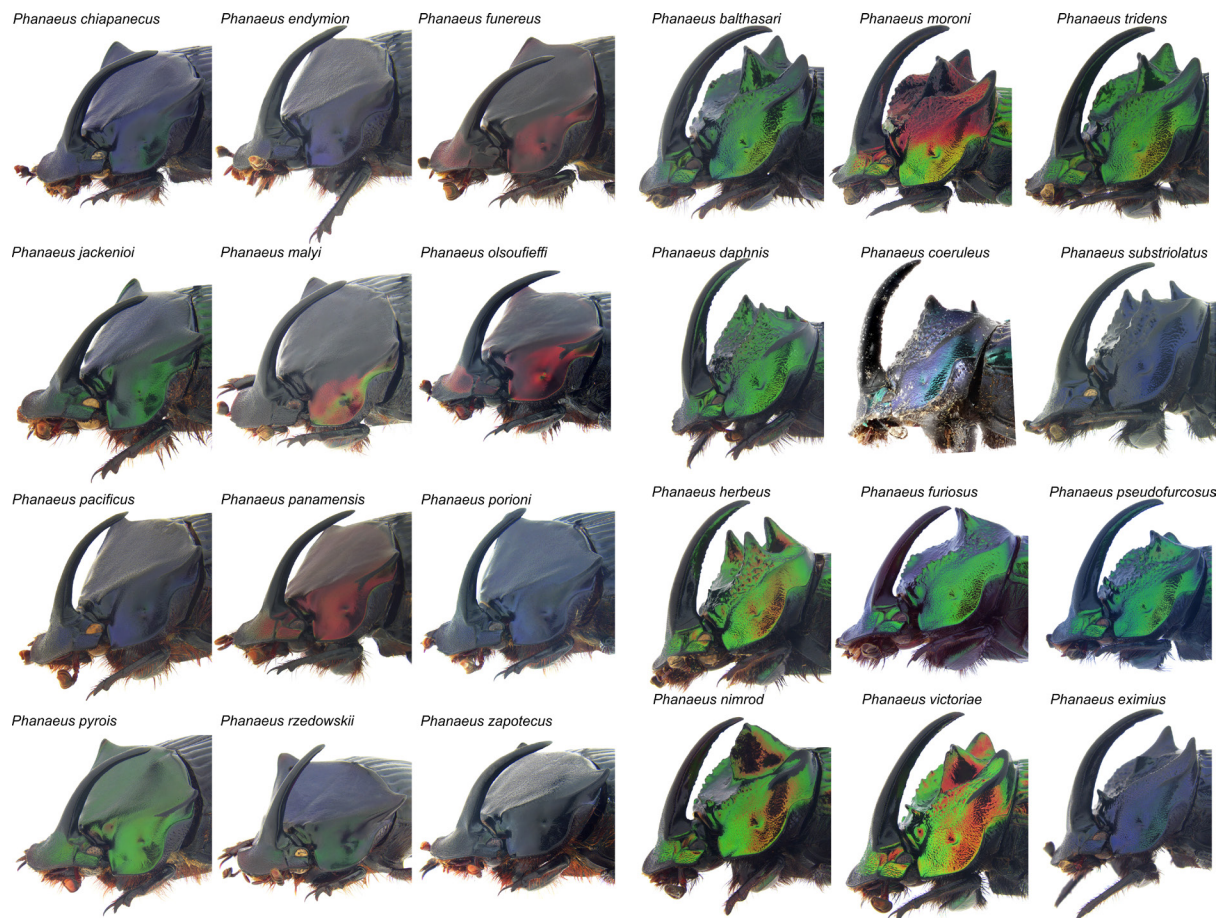 Phanaeus chiapanecus
Phanaeus endymion
Phanaeus funereus
Phanaeus balthasari
Phanaeus moroni
Phanaeus tridens
Phanaeus jackenioi
Phanaeus malyi
Phanaeus olsoufieffi
Phanaeus daphnis
Phanaeus coeruleus
Phanaeus substriolatus
Phanaeus pacificus
Phanaeus panamensis
Phanaeus porioni
Phanaeus herbeus
Phanaeus furiosus
Phanaeus pseudofurcosus
Phanaeus pyrois
Phanaeus rzedowskii
Phanaeus zapotecus
Phanaeus nimrod
Phanaeus victoriae
Phanaeus eximius